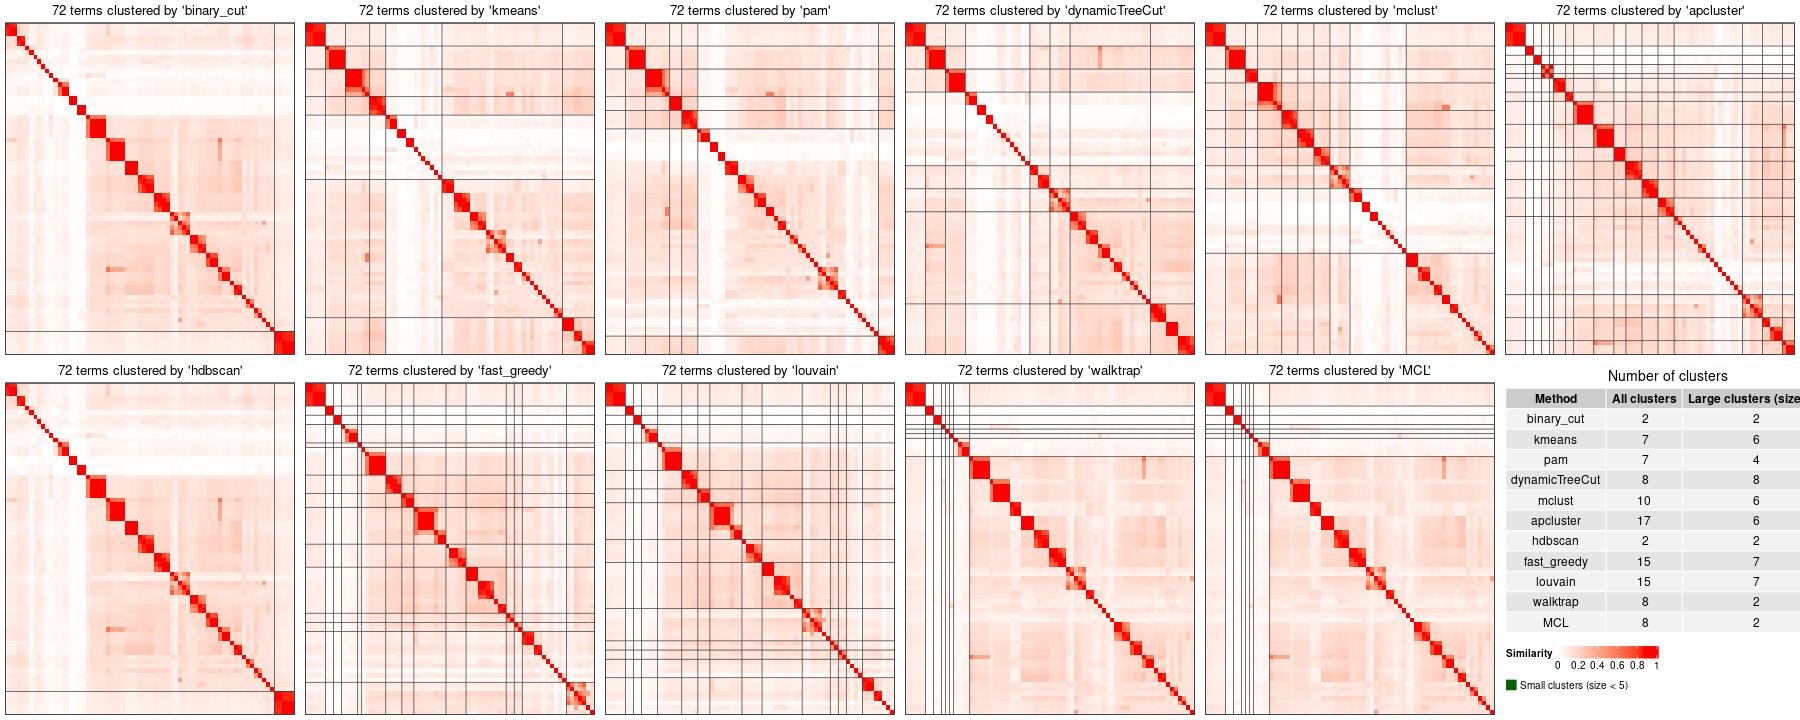 72 terms clustered by 'binary_cut'
72 terms clustered by 'kmeans'
72 terms clustered by 'pam'
72 terms clustered by 'dynamicTreeCut'
72 terms clustered by 'mclust'
72 terms clustered by 'apcluster'
72 terms clustered by 'hdbscan'
72 terms clustered by 'fast_greedy'
72 terms clustered by 'louvain'
72 terms clustered by 'walktrap'
72 terms clustered by 'MCL'
Number of clusters
Method All clusters Large clusters (size
binary_cut 2 2
kmeans 7 6
pam 7 4
dynamicTreeCut 8 8
mclust 10 6
apcluster 17 6
hdbscan 2 2
fast_greedy 15 7
louvain 15 7
walktrap 8 2
MCL 8 2
Similarity
0 0.2 0.4 0.6 0.8 1
Small clusters (size < 5)